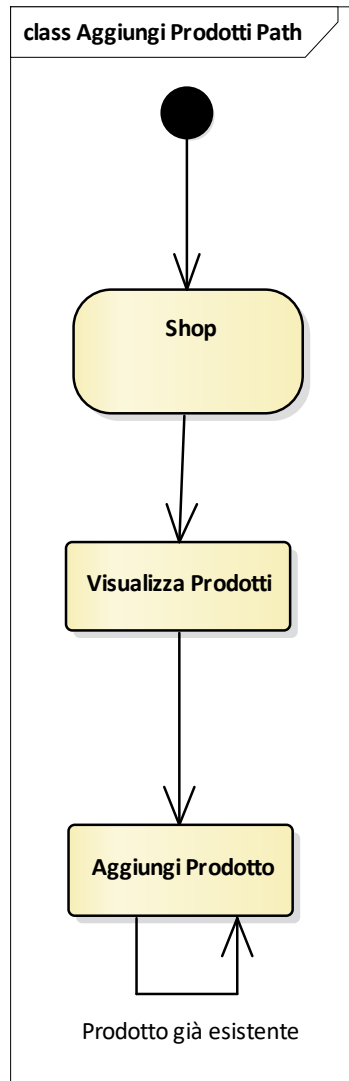 class Aggiungi Prodotti Path
Shop
Visualizza Prodotti
Aggiungi Prodotto
Prodotto già esistente